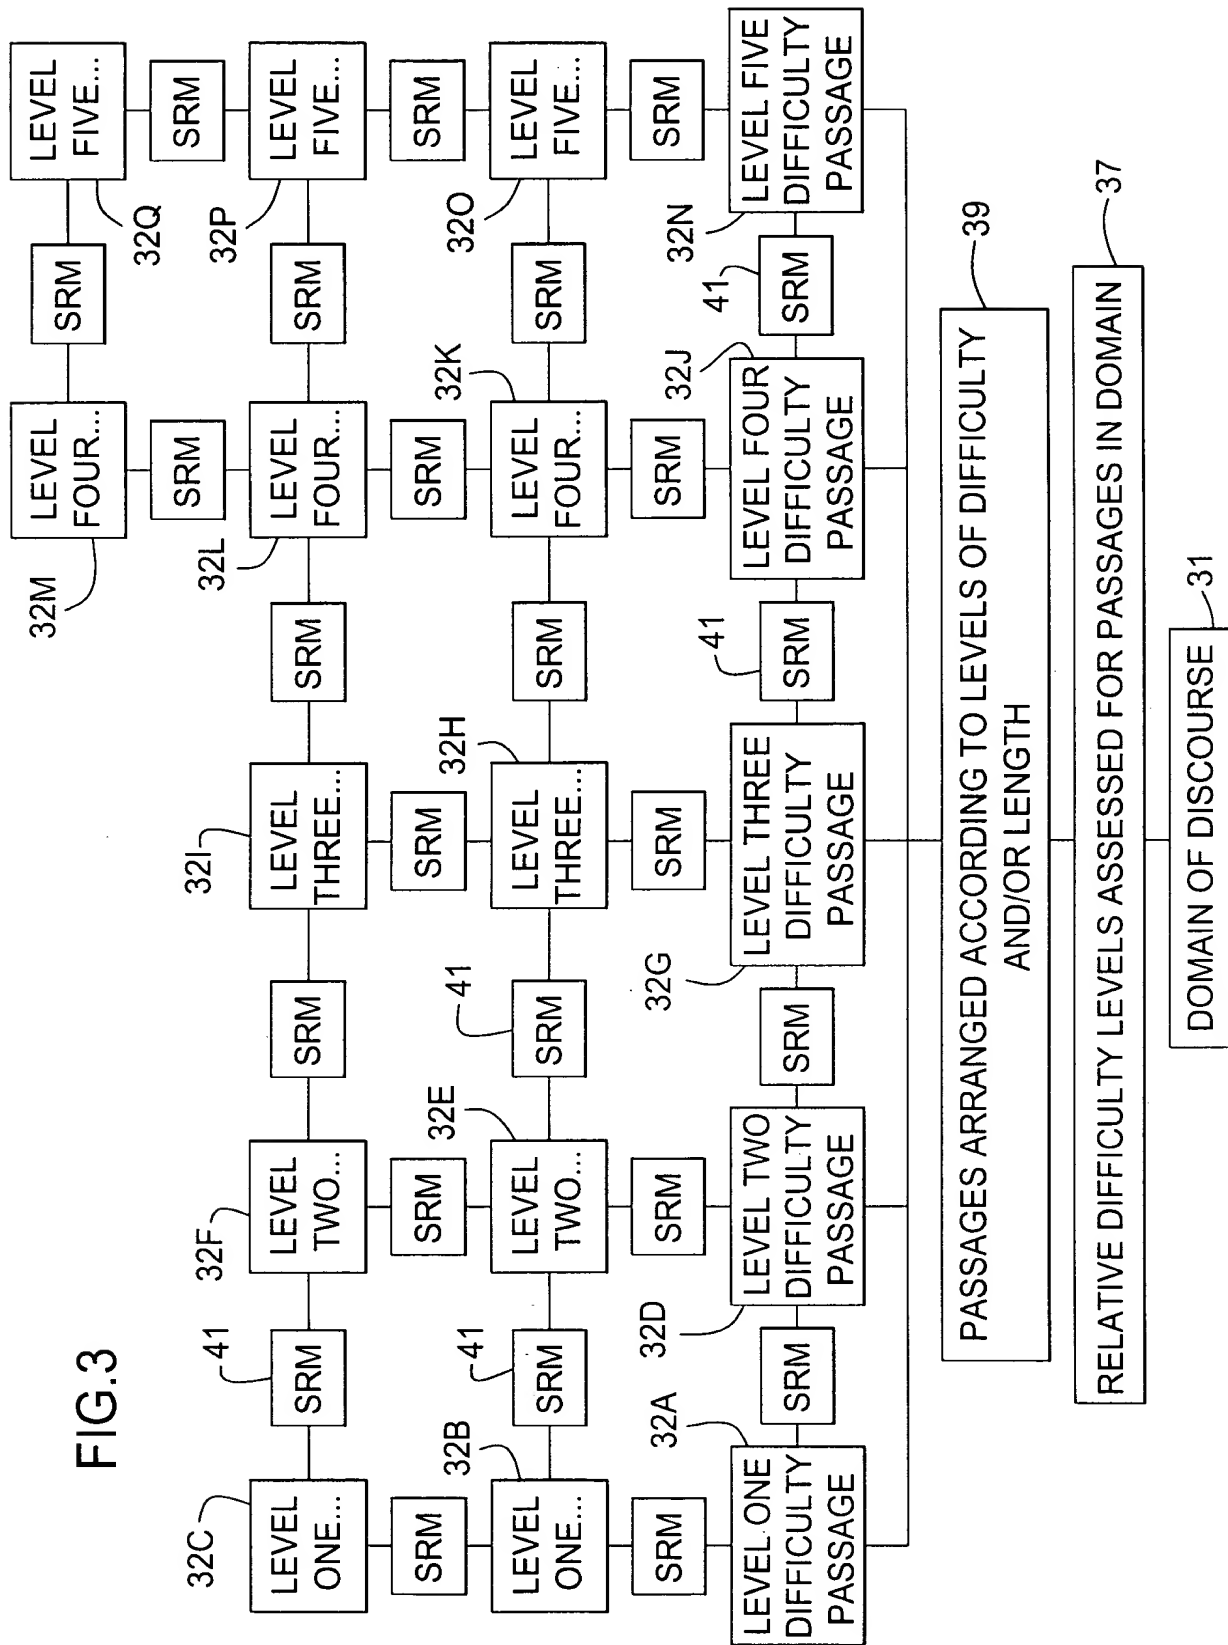 FIG.3
LEVEL
FOUR...
32M
SRM
LEVEL
FIVE...
32Q
SRM
SRM
32C
LEVEL
ONE...
41
SRM
32F
LEVEL
TWO...
SRM
32I
LEVEL
THREE...
SRM
LEVEL
FOUR...
32L
SRM
32P
LEVEL
FIVE...
SRM
SRM
SRM
SRM
SRM
32B
LEVEL
ONE...
41
SRM
32E
LEVEL
TWO...
41
SRM
32H
LEVEL
THREE...
SRM
32K
LEVEL
FOUR...
SRM
32O
LEVEL
FIVE...
SRM
SRM
SRM
SRM
SRM
32A
LEVEL ONE
DIFFICULTY
PASSAGE
SRM
32D
LEVEL TWO
DIFFICULTY
PASSAGE
SRM
32G
LEVEL THREE
DIFFICULTY
PASSAGE
41
SRM
32J
LEVEL FOUR
DIFFICULTY
PASSAGE
41
SRM
32N
LEVEL FIVE
DIFFICULTY
PASSAGE
39
PASSAGES ARRANGED ACCORDING TO LEVELS OF DIFFICULTY
AND/OR LENGTH
37
RELATIVE DIFFICULTY LEVELS ASSESSED FOR PASSAGES IN DOMAIN
31
DOMAIN OF DISCOURSE